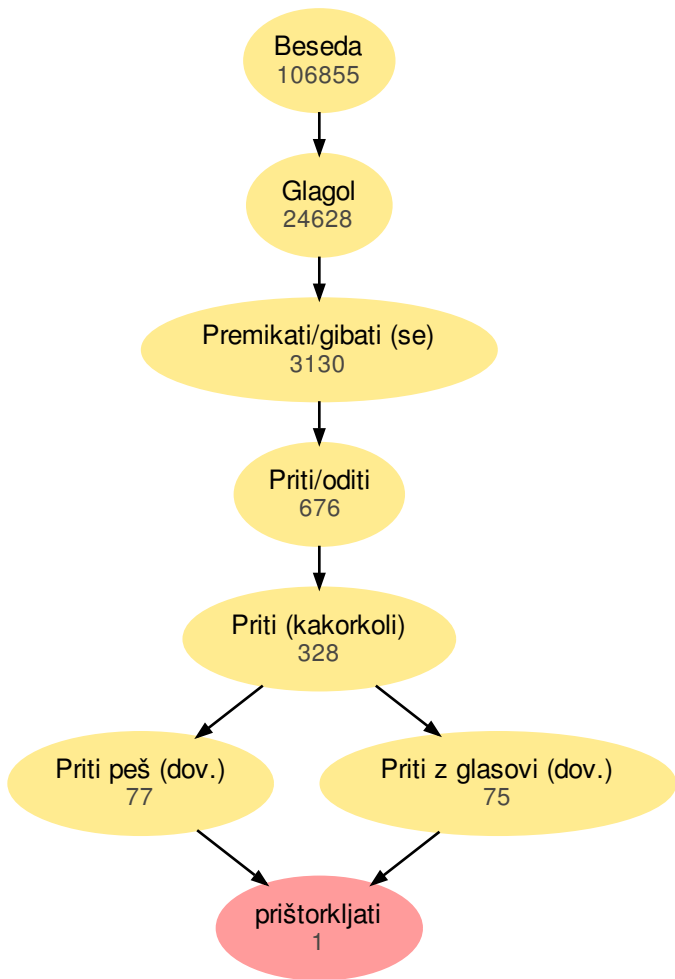 Beseda
106855
Glagol
24628
Premikati/gibati (se)
3130
Priti/oditi
676
Priti (kakorkoli)
328
Priti peš (dov.)
77
Priti z glasovi (dov.)
75
prištorkljati
1